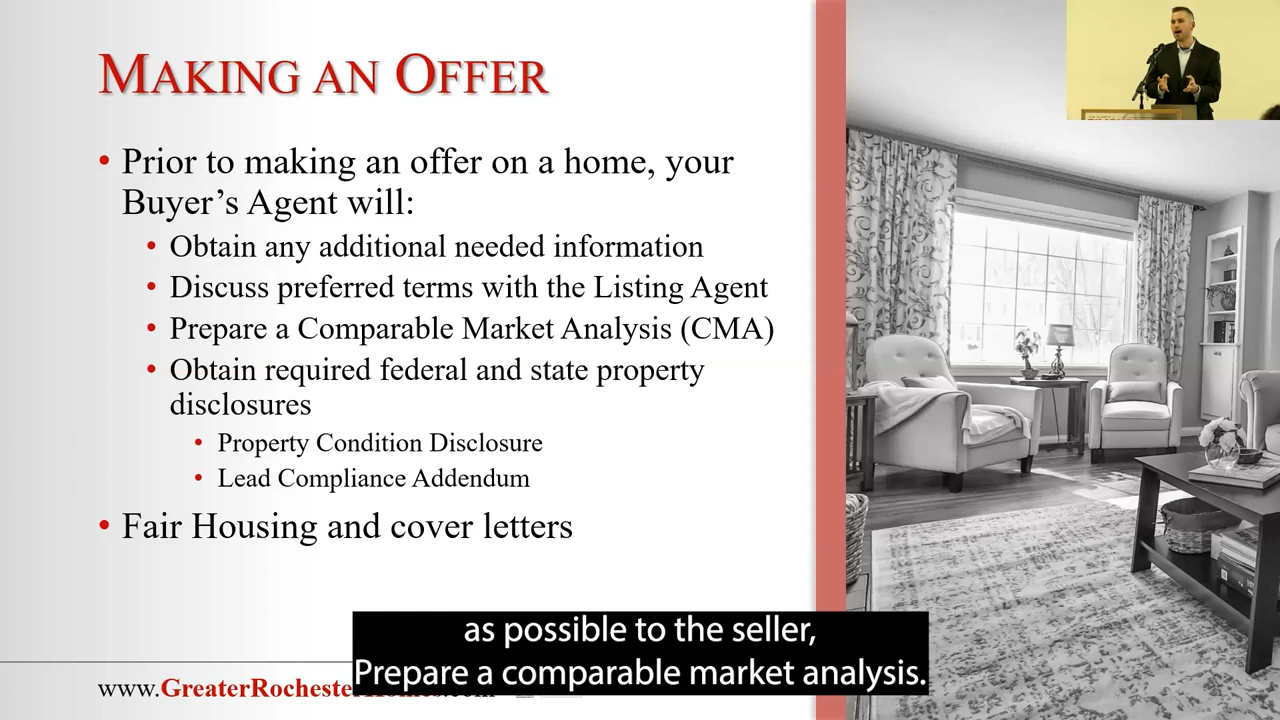 MAKING AN OFFER
• Prior to making an offer on a home, your
Buyer’s Agent will:
• Obtain any additional needed information
• Discuss preferred terms with the Listing Agent
• Prepare a Comparable Market Analysis (CMA)
• Obtain required federal and state property
disclosures
• Property Condition Disclosure
• Lead Compliance Addendum
• Fair Housing and cover letters
as possible to the seller,
Prepare a comparable market analysis.
www.GreaterRochesterHomes.com